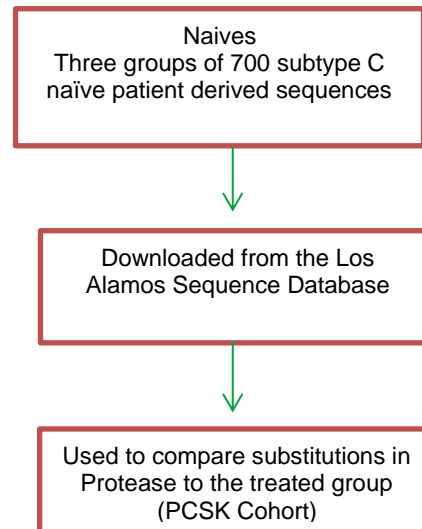 Naives
Three groups of 700 subtype C
naïve patient derived sequences
Downloaded from the Los
Alamos Sequence Database
Used to compare substitutions in
Protease to the treated group
(PCSK Cohort)